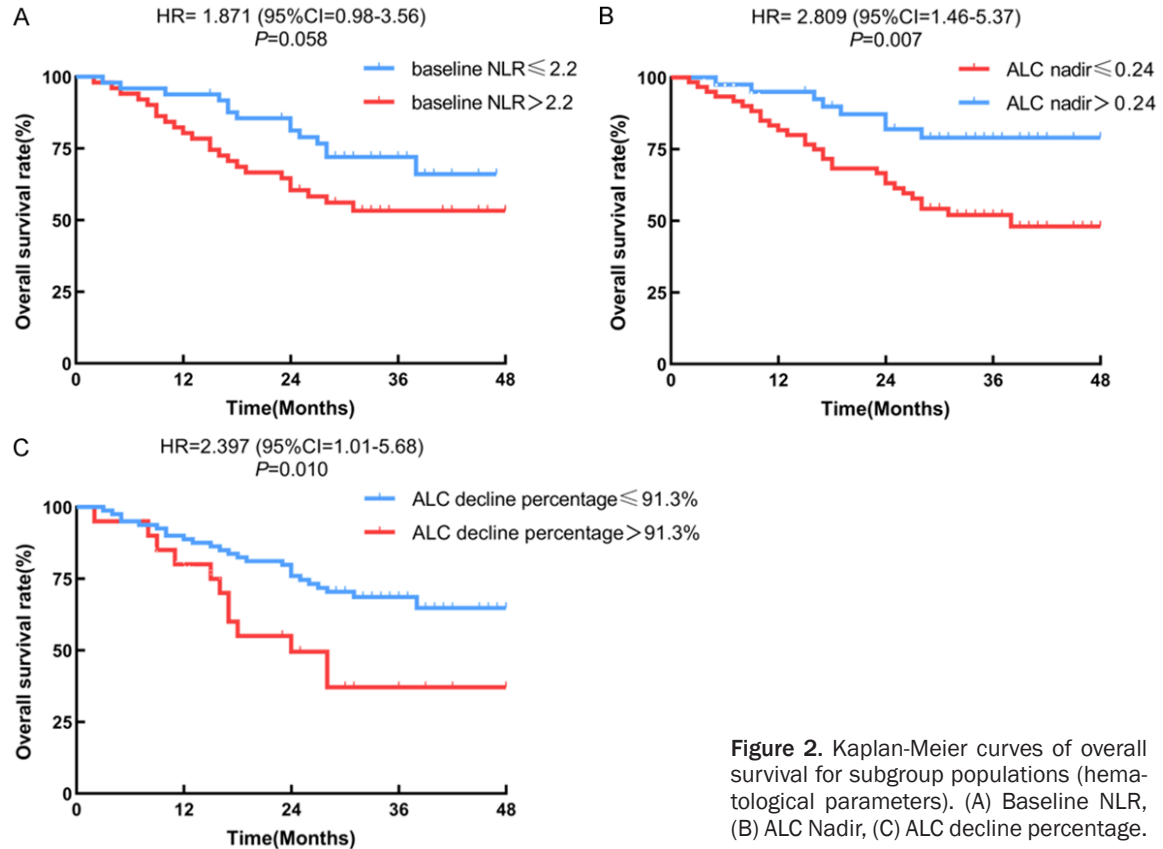 A
HR= 1.871 (95%CI=0.98-3.56)
P=0.058
baseline NLR≤2.2
baseline NLR>2.2
Overall survival rate(%)
100
75
50
25
0
0 12 24 36 48
Time(Months)
B
HR= 2.809 (95%CI=1.46-5.37)
P=0.007
ALC nadir≤0.24
ALC nadir>0.24
Overall survival rate(%)
100
75
50
25
0
0 12 24 36 48
Time(Months)
C
HR=2.397 (95%CI=1.01-5.68)
P=0.010
ALC decline percentage≤91.3%
ALC decline percentage>91.3%
Overall survival rate(%)
100
75
50
25
0
0 12 24 36 48
Time(Months)
Figure 2. Kaplan-Meier curves of overall
survival for subgroup populations (hema-
tological parameters). (A) Baseline NLR,
(B) ALC Nadir, (C) ALC decline percentage.